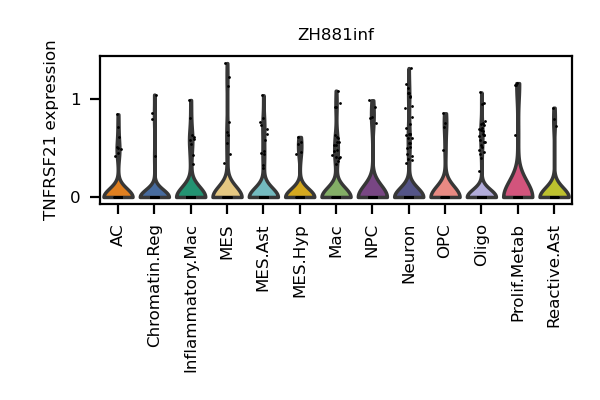 ZH881inf
TNFRSF21 expression
1
0
AC
Chromatin.Reg
Inflammatory.Mac
MES
MES.Ast
MES.Hyp
Mac
NPC
Neuron
OPC
Oligo
Prolif.Metab
Reactive.Ast